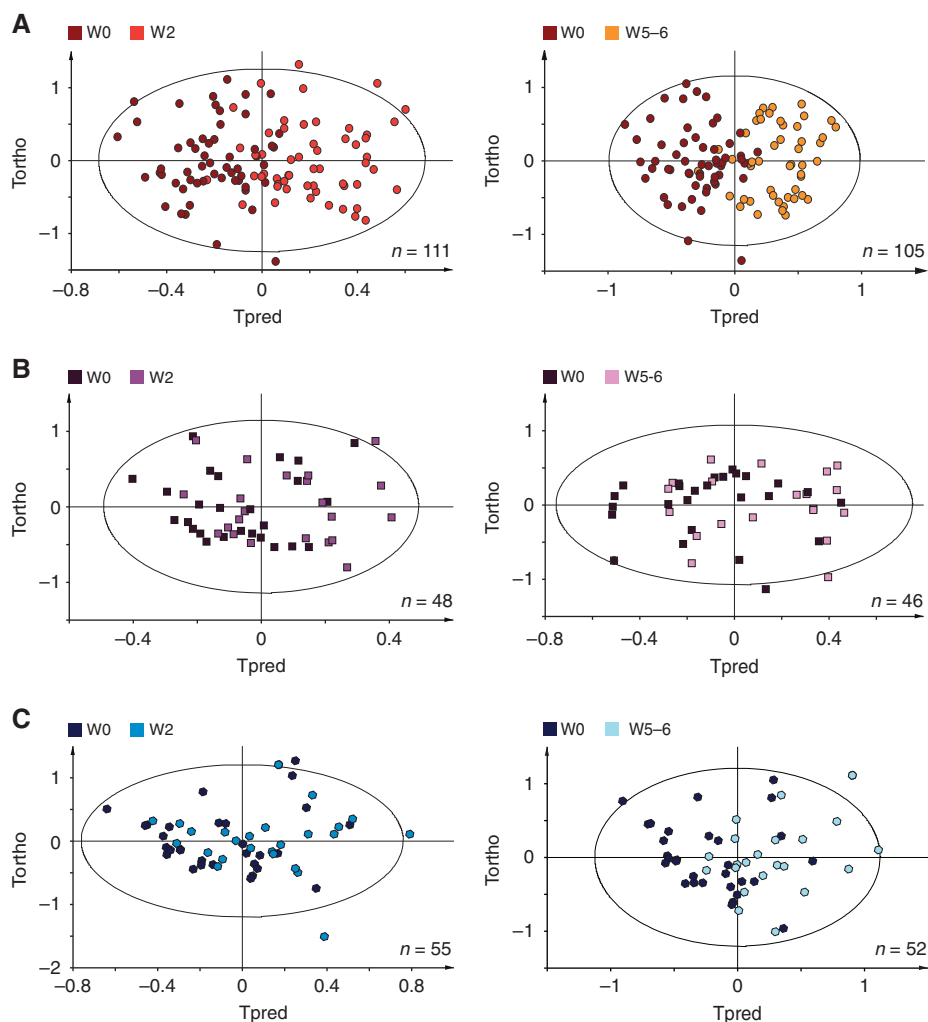 A
W0 W2
Tortho
1
0
−1
n = 111
−0.8 −0.4 0 0.4
Tpred
W0 W5–6
Tortho
1
0
−1
n = 105
−1 0 1
Tpred
B
W0 W2
Tortho
1
0
−1
n = 48
−0.4 0 0.4
Tpred
W0 W5-6
Tortho
1
0
−1
n = 46
−0.8 −0.4 0 0.4
Tpred
C
W0 W2
Tortho
1
0
−1
−2
n = 55
−0.8 −0.4 0 0.4 0.8
Tpred
W0 W5–6
Tortho
1
0
−1
n = 52
−1 0 1
Tpred